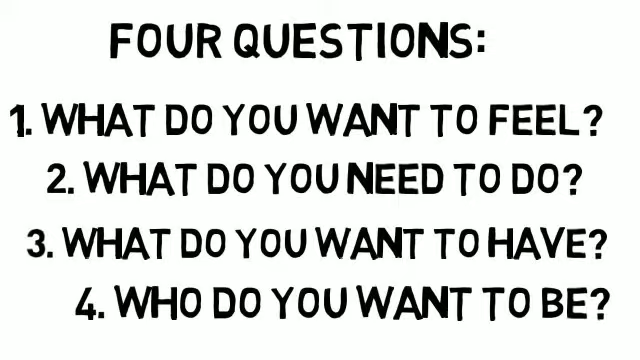 FOUR QUESTIONS:
1. WHAT DO YOU WANT TO FEEL?
2. WHAT DO YOU NEED TO DO?
3. WHAT DO YOU WANT TO HAVE?
4. WHO DO YOU WANT TO BE?